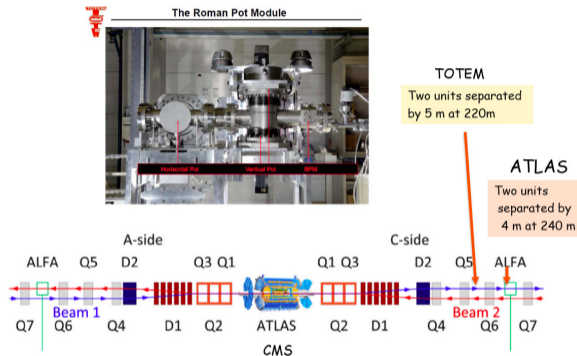 The Roman Pot Module
Horizontal Pot
Vertical Pot
BPM
TOTEM
Two units separated
by 5 m at 220m
ATLAS
Two units
separated by
4 m at 240 m
A-side
C-side
ALFA Q5 D2 Q3 Q1
Q1 Q3 D2 Q5 ALFA
Beam 1
Beam 2
Q7 Q6 Q4 D1 Q2 ATLAS Q2 D1 Q4 Q6 Q7
CMS